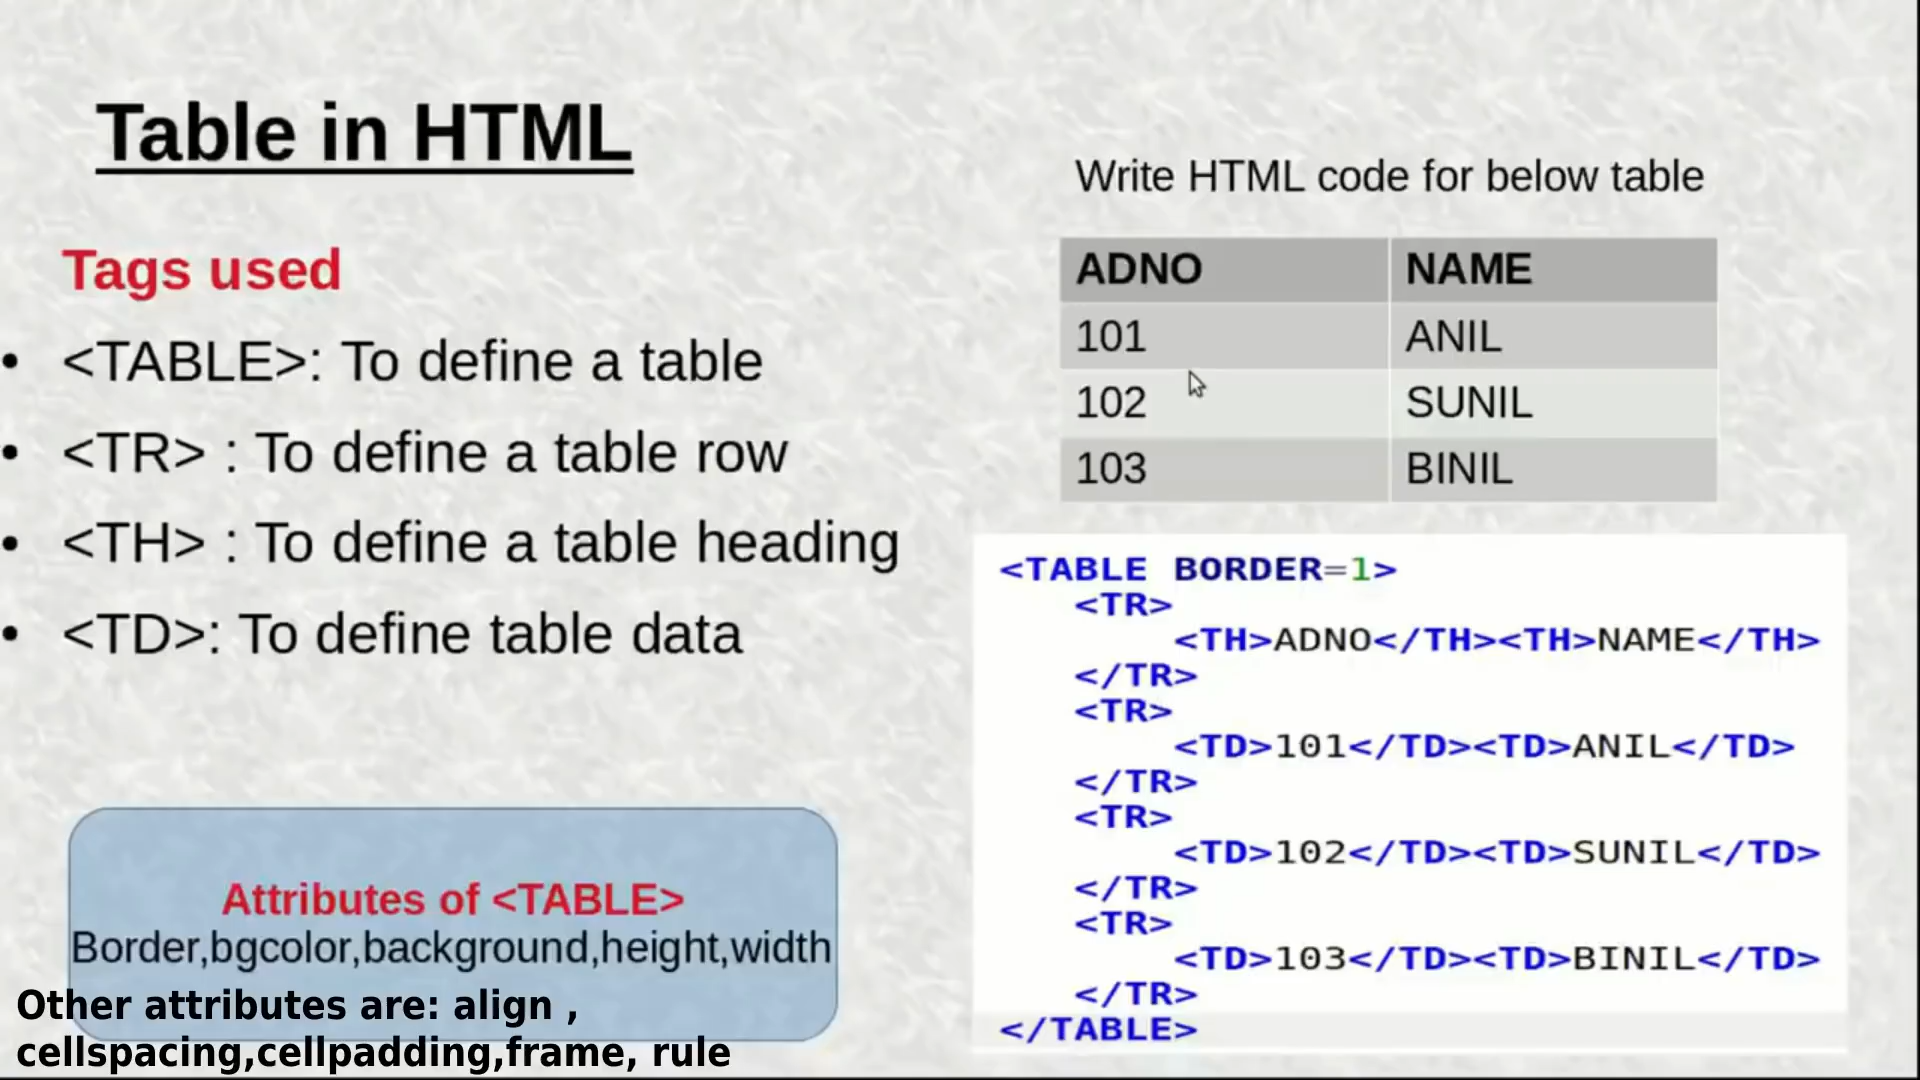 Table in HTML
Tags used
• <TABLE>: To define a table
• <TR> : To define a table row
• <TH> : To define a table heading
• <TD>: To define table data
Attributes of <TABLE>
Border,bgcolor,background,height,width
Other attributes are: align ,
cellspacing,cellpadding,frame, rule
Write HTML code for below table
ADNO NAME
101 ANIL
102 SUNIL
103 BINIL
<TABLE BORDER=1>
<TR>
<TH>ADNO</TH><TH>NAME</TH>
</TR>
<TR>
<TD>101</TD><TD>ANIL</TD>
</TR>
<TR>
<TD>102</TD><TD>SUNIL</TD>
</TR>
<TR>
<TD>103</TD><TD>BINIL</TD>
</TR>
</TABLE>